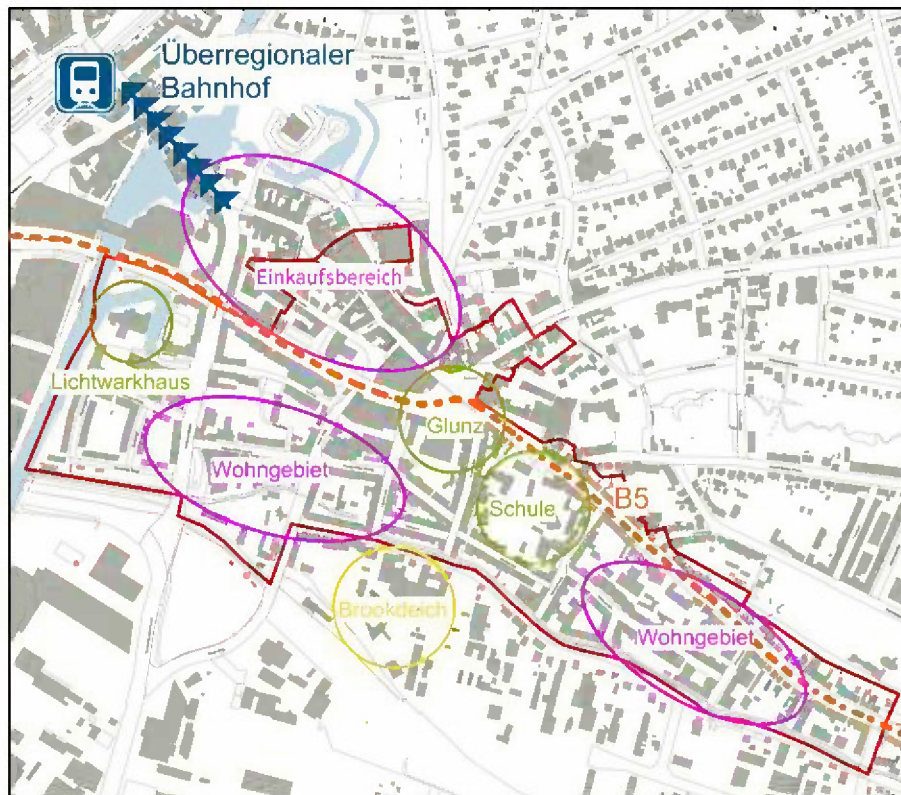 Überregionaler
Bahnhof
Einkaufsbereich
Lichtwarkhaus
Glunz
Wohngebiet
Schule
B5
Brookdeich
Wohngebiet